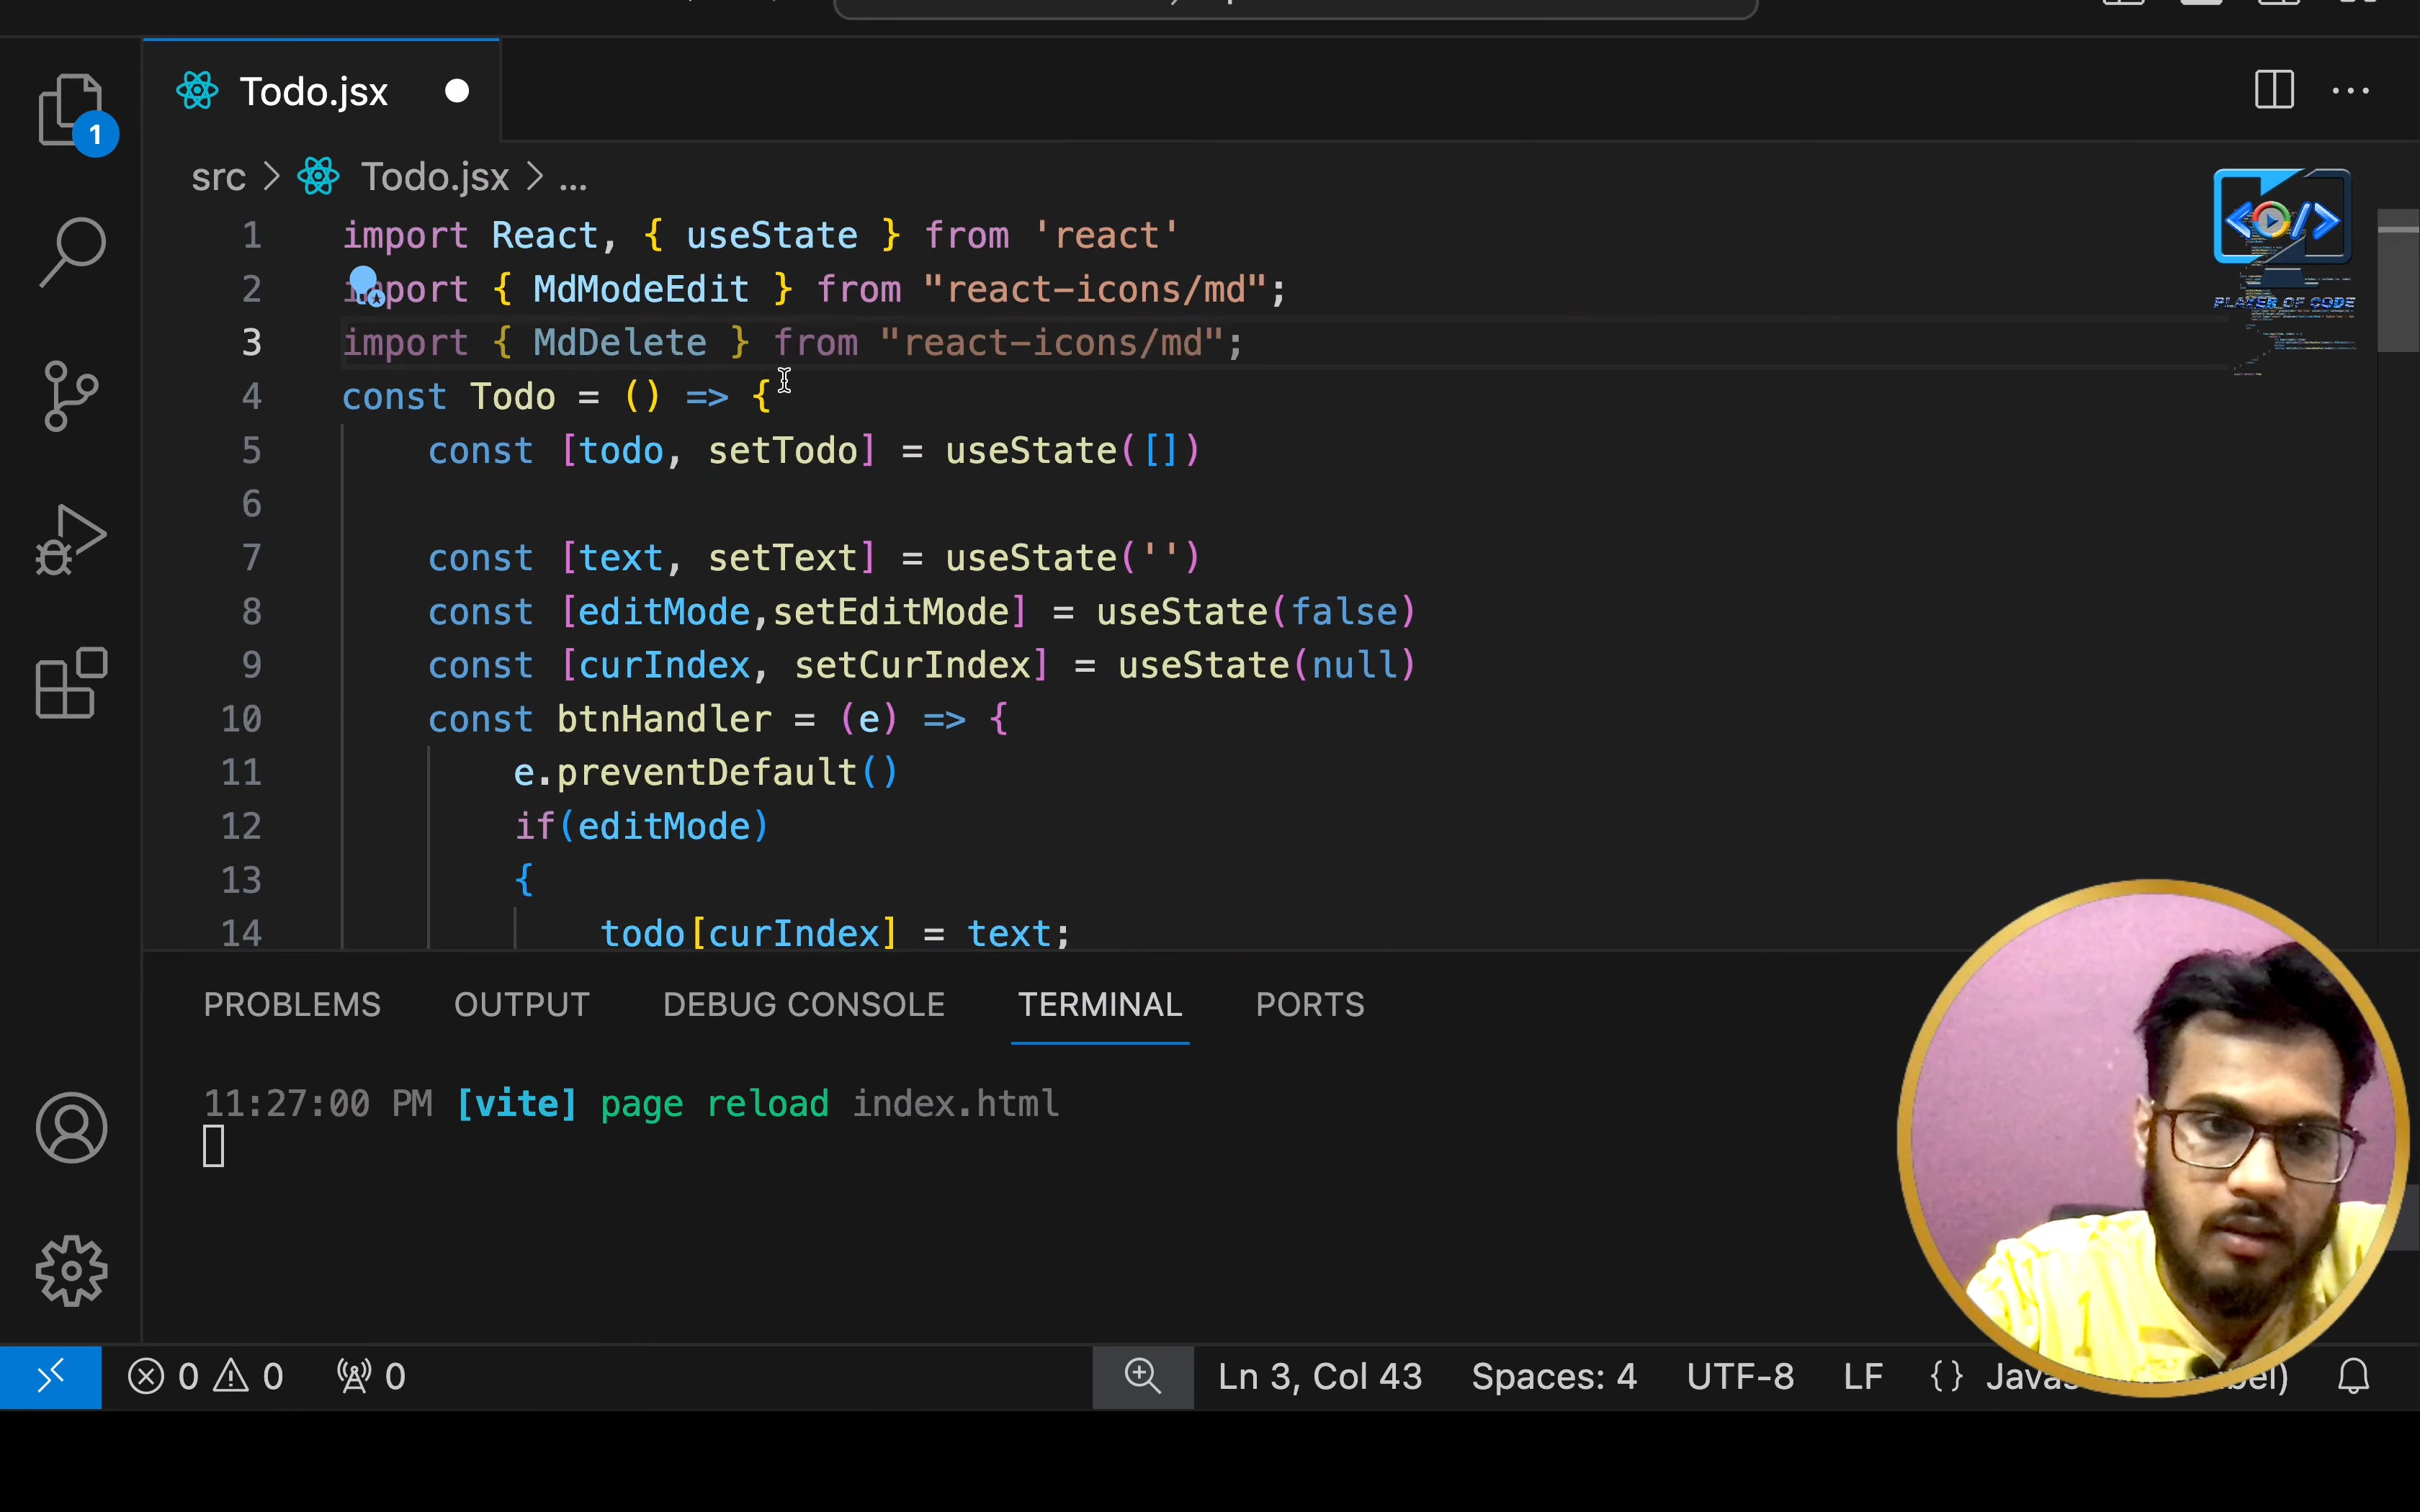 Todo.jsx
1
src > Todo.jsx > ...
PLAYER OF CODE
1 import React, { useState } from 'react'
2 import { MdModeEdit } from "react-icons/md";
3 import { MdDelete } from "react-icons/md";
4 const Todo = () => {
5 const [todo, setTodo] = useState([])
6
7 const [text, setText] = useState('')
8 const [editMode,setEditMode] = useState(false)
9 const [curIndex, setCurIndex] = useState(null)
10 const btnHandler = (e) => {
11 e.preventDefault()
12 if(editMode)
13 {
14 todo[curIndex] = text;
PROBLEMS OUTPUT DEBUG CONSOLE TERMINAL PORTS
11:27:00 PM [vite] page reload index.html
0 0 0 Ln 3, Col 43 Spaces: 4 UTF-8 LF {}